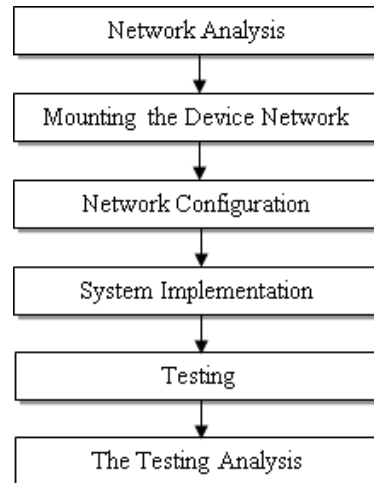 Network Analysis
Mounting the Device Network
Network Configuration
System Implementation
Testing
The Testing Analysis